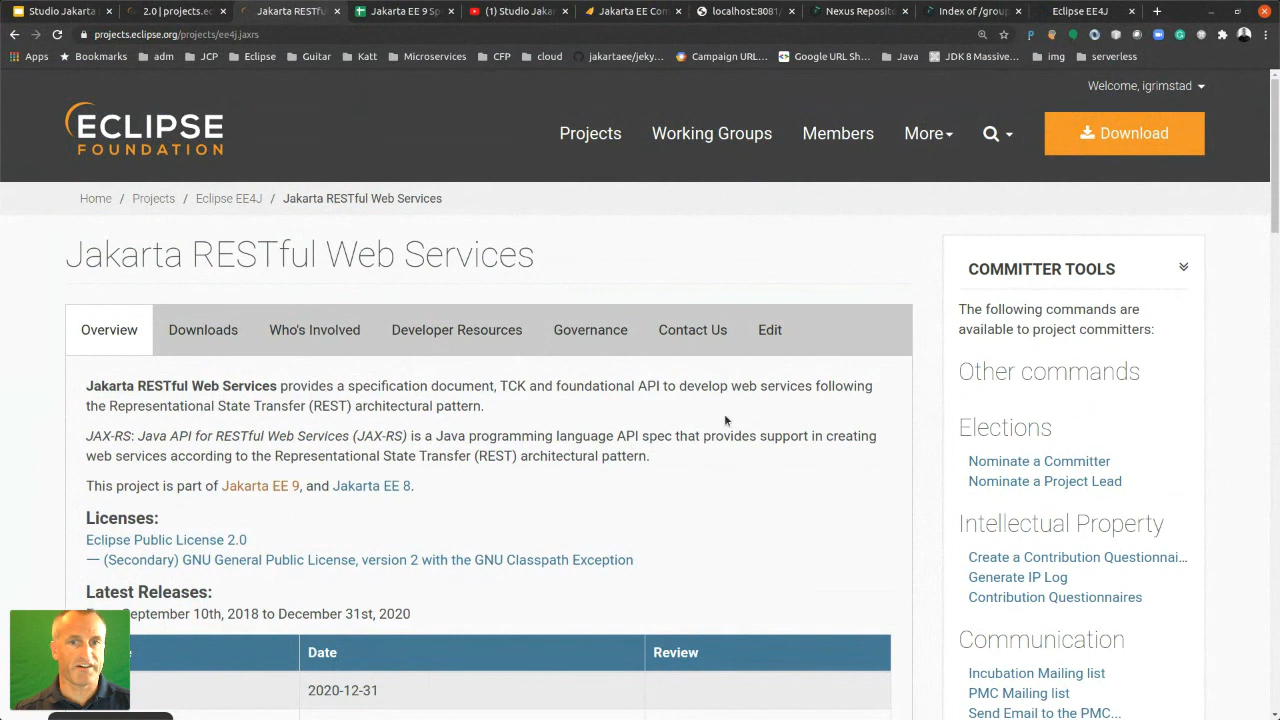 Studio Jakarta
2.0 | projects.ec
Jakarta RESTf
Jakarta EE 9 Sp
(1) Studio Jakar
Jakarta EE Com
localhost:8081/
Nexus Reposito
Index of /group
Eclipse EE4J
projects.eclipse.org/projects/ee4j.jaxrs
Apps
Bookmarks
adm
JCP
Eclipse
Guitar
Katt
Microservices
CFP
cloud
jakartaee/jeky...
Campaign URL...
Google URL Sh...
Java
JDK 8 Massive...
img
serverless
Welcome, igrimstad
ECLIPSE
FOUNDATION
Projects
Working Groups
Members
More
Download
Home / Projects / Eclipse EE4J / Jakarta RESTful Web Services
Jakarta RESTful Web Services
Overview
Downloads
Who's Involved
Developer Resources
Governance
Contact Us
Edit
Jakarta RESTful Web Services provides a specification document, TCK and foundational API to develop web services following
the Representational State Transfer (REST) architectural pattern.
JAX-RS: Java API for RESTful Web Services (JAX-RS) is a Java programming language API spec that provides support in creating
web services according to the Representational State Transfer (REST) architectural pattern.
This project is part of Jakarta EE 9, and Jakarta EE 8.
Licenses:
Eclipse Public License 2.0
— (Secondary) GNU General Public License, version 2 with the GNU Classpath Exception
Latest Releases:
September 10th, 2018 to December 31st, 2020
Date
Review
2020-12-31
COMMITTER TOOLS
The following commands are
available to project committers:
Other commands
Elections
Nominate a Committer
Nominate a Project Lead
Intellectual Property
Create a Contribution Questionnai...
Generate IP Log
Contribution Questionnaires
Communication
Incubation Mailing list
PMC Mailing list
Send Email to the PMC...